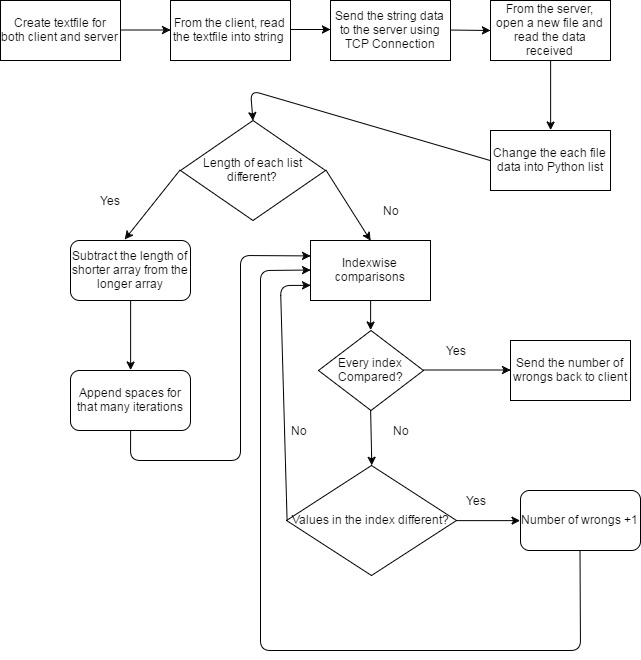 Create textfile for
both client and server
From the client, read
the textfile into string
Send the string data
to the server using
TCP Connection
From the server,
open a new file and
read the data
received
Change the each file
data into Python list
Length of each list
different?
Yes
No
Subtract the length of
shorter array from the
longer array
Indexwise
comparisons
Append spaces for
that many iterations
Every index
Compared?
Yes
Send the number of
wrongs back to client
No
No
Values in the index different?
Yes
Number of wrongs +1